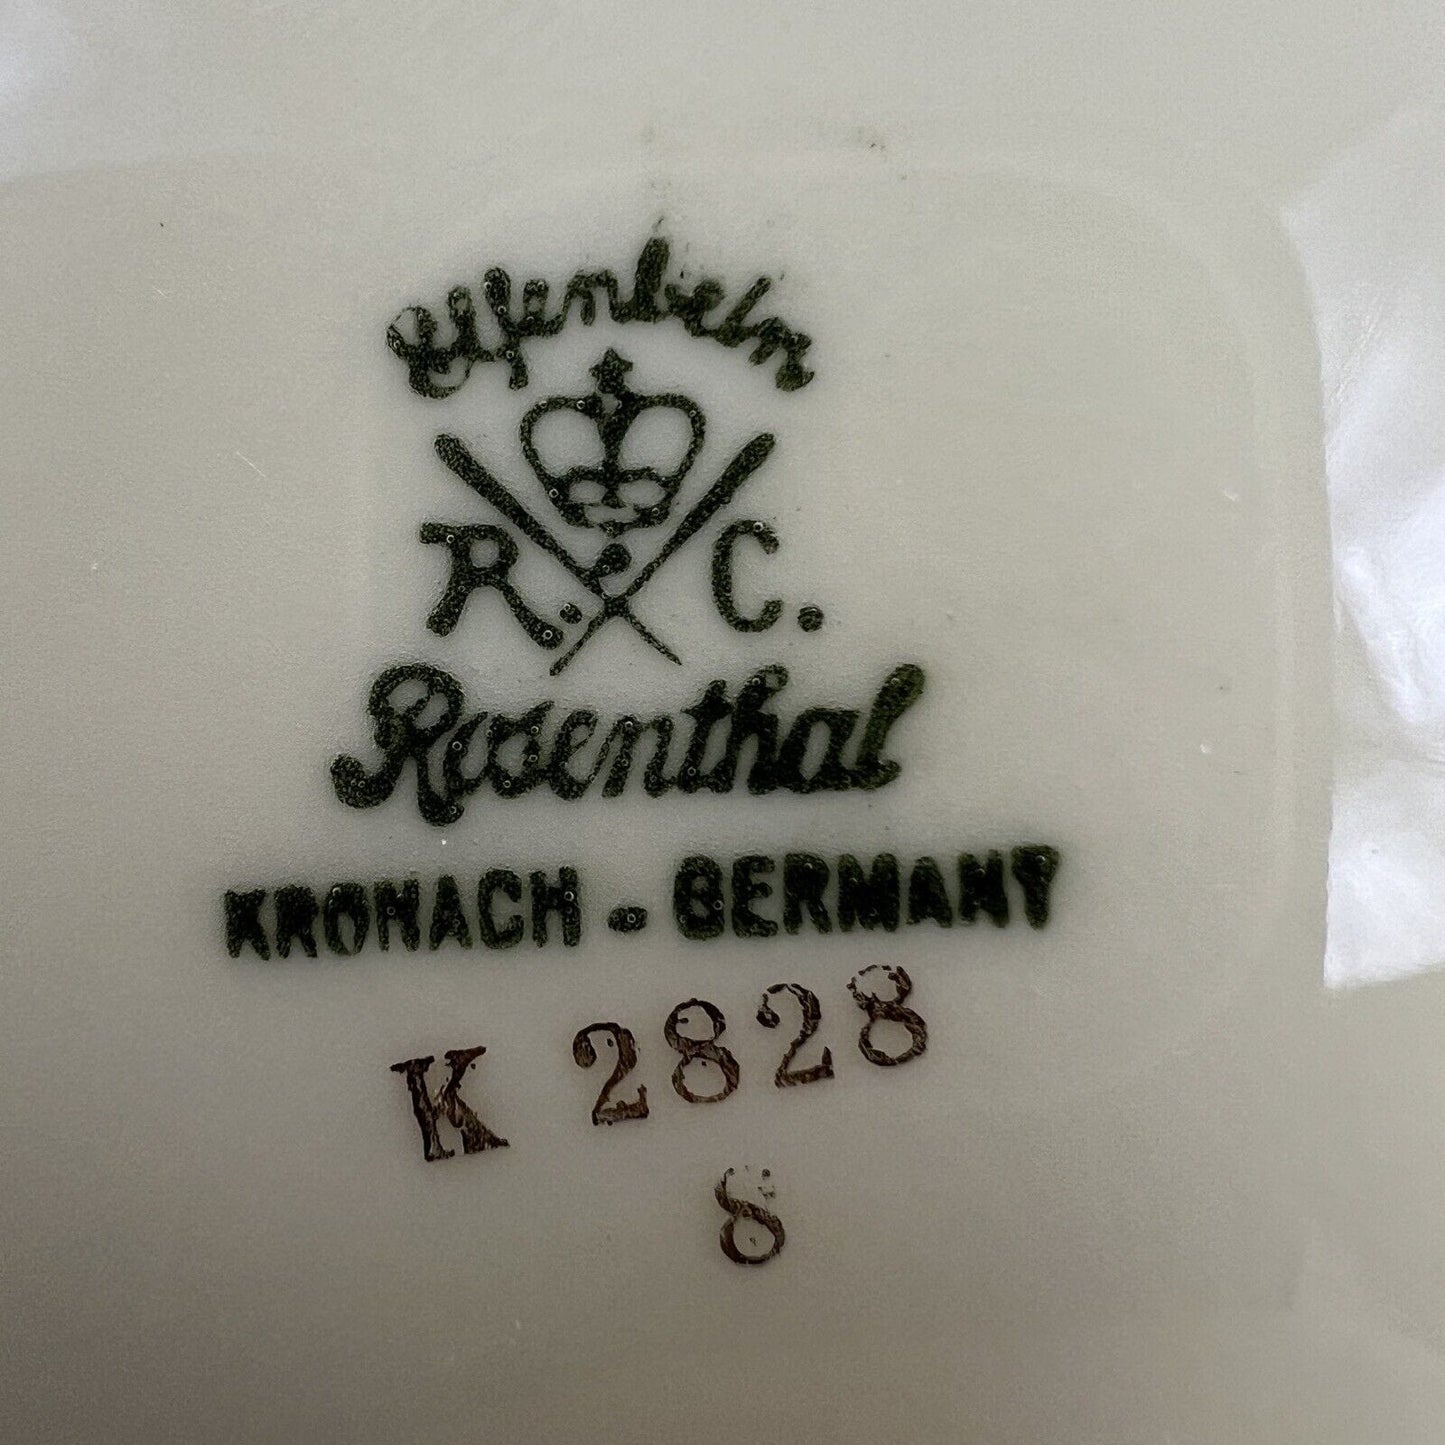 Elfenbein
R. C.
Rosenthal
KRONACH - GERMANY
K 2828
8